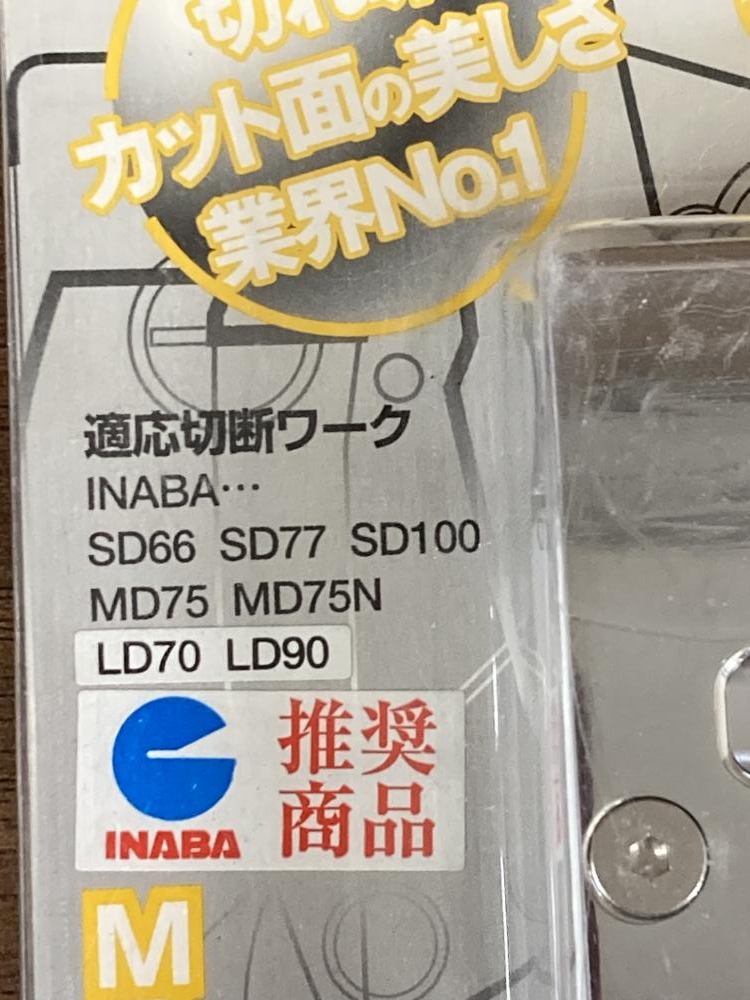 カット面の美しさ
業界No.1
適応切断ワーク
INABA…
SD66 SD77 SD100
MD75 MD75N
LD70 LD90
推奨
商品
INABA
M